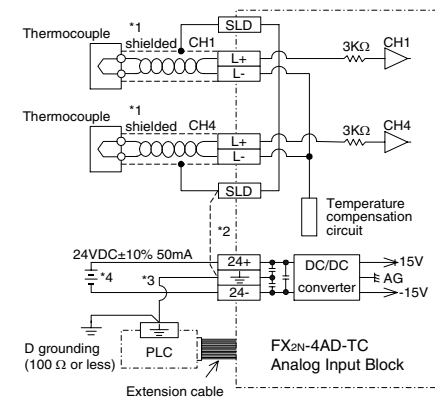 *1
SLD
Thermocouple
shielded CH1
L+
L-
3KΩ
CH1
Thermocouple
*1
shielded CH4
L+
L-
3KΩ
CH4
SLD
*2
Temperature
compensation
circuit
24VDC±10% 50mA
*4
*3
24+
24-
DC/DC
converter
+15V
AG
-15V
D grounding
(100 Ω or less)
PLC
FX2N-4AD-TC
Analog Input Block
Extension cable